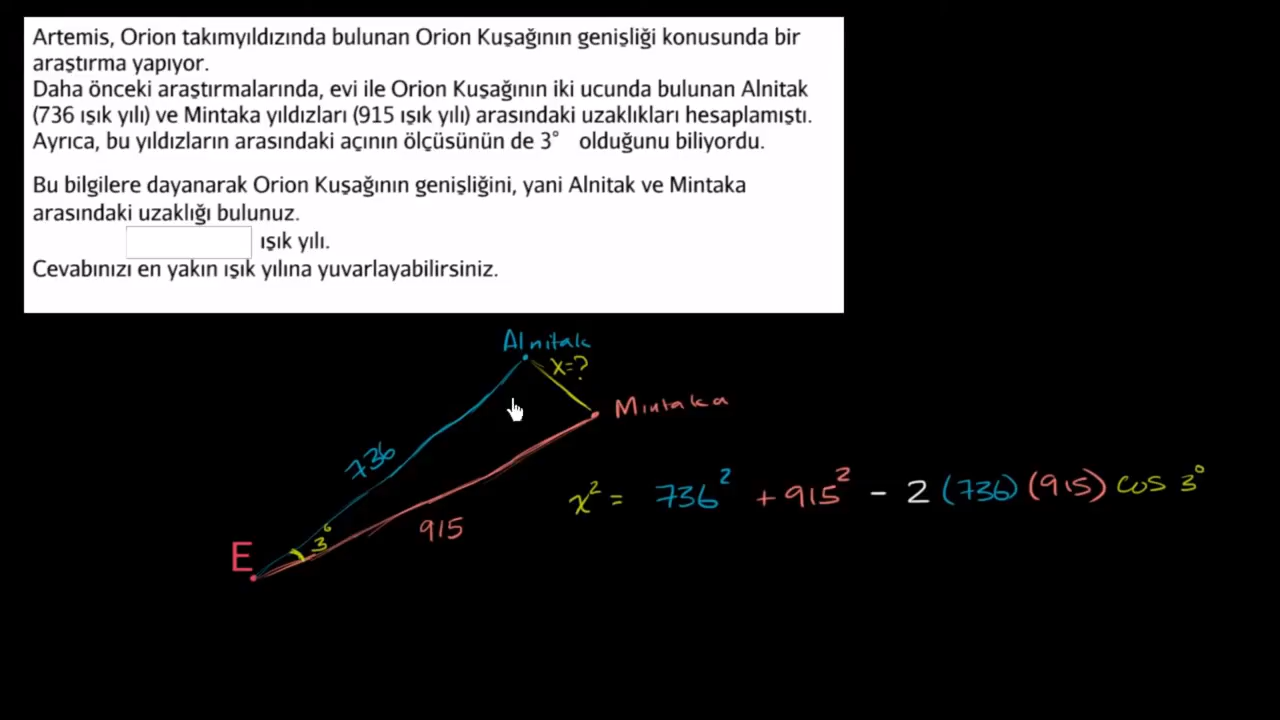 Artemis, Orion takımyıldızında bulunan Orion Kuşağının genişliği konusunda bir
araştırma yapıyor.
Daha önceki araştırmalarında, evi ile Orion Kuşağının iki ucunda bulunan Alnitak
(736 ışık yılı) ve Mintaka yıldızları (915 ışık yılı) arasındaki uzaklıkları hesaplamıştı.
Ayrıca, bu yıldızların arasındaki açının ölçüsünün de 3° olduğunu biliyordu.
Bu bilgilere dayanarak Orion Kuşağının genişliğini, yani Alnitak ve Mintaka
arasındaki uzaklığı bulunuz.
ışık yılı.
Cevabınızı en yakın ışık yılına yuvarlayabilirsiniz.
Alnitak
x=?
Mintaka
736
x² = 736² + 915² - 2 (736) (915) cos 3°
915
3°
E